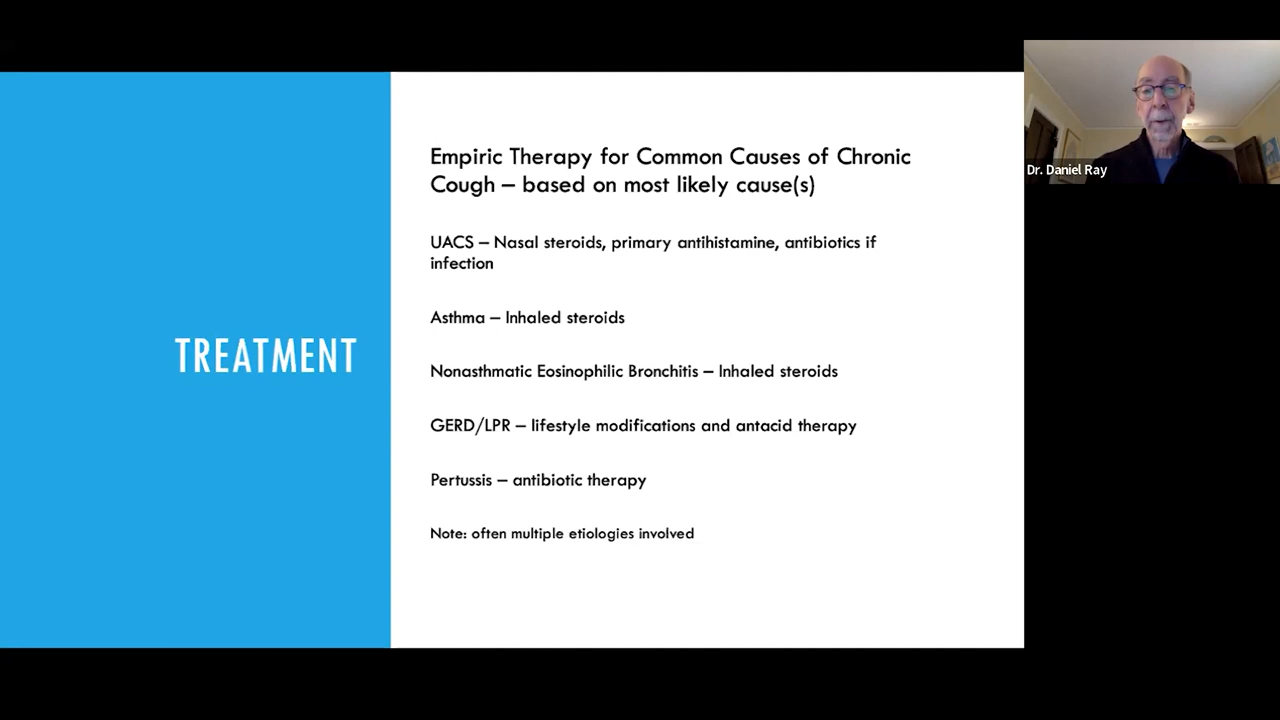 TREATMENT
Empiric Therapy for Common Causes of Chronic
Cough – based on most likely cause(s)
UACS – Nasal steroids, primary antihistamine, antibiotics if
infection
Asthma – Inhaled steroids
Nonasthmatic Eosinophilic Bronchitis – Inhaled steroids
GERD/LPR – lifestyle modifications and antacid therapy
Pertussis – antibiotic therapy
Note: often multiple etiologies involved
Dr. Daniel Ray